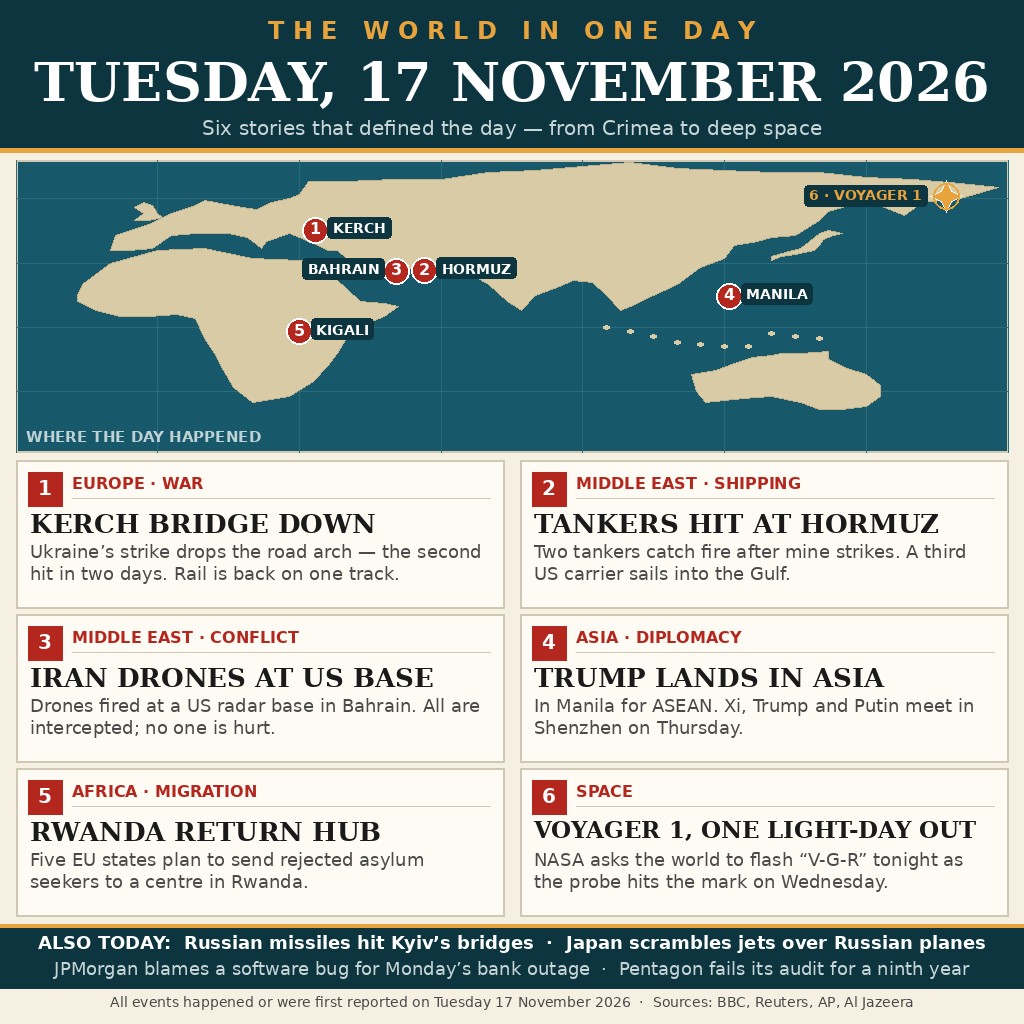 THE WORLD IN ONE DAY
TUESDAY, 17 NOVEMBER 2026
Six stories that defined the day — from Crimea to deep space
6 · VOYAGER 1
1 KERCH
BAHRAIN 3
2 HORMUZ
4 MANILA
5 KIGALI
WHERE THE DAY HAPPENED
1 EUROPE · WAR
KERCH BRIDGE DOWN
Ukraine’s strike drops the road arch — the second
hit in two days. Rail is back on one track.
2 MIDDLE EAST · SHIPPING
TANKERS HIT AT HORMUZ
Two tankers catch fire after mine strikes. A third
US carrier sails into the Gulf.
3 MIDDLE EAST · CONFLICT
IRAN DRONES AT US BASE
Drones fired at a US radar base in Bahrain. All are
intercepted; no one is hurt.
4 ASIA · DIPLOMACY
TRUMP LANDS IN ASIA
In Manila for ASEAN. Xi, Trump and Putin meet in
Shenzhen on Thursday.
5 AFRICA · MIGRATION
RWANDA RETURN HUB
Five EU states plan to send rejected asylum
seekers to a centre in Rwanda.
6 SPACE
VOYAGER 1, ONE LIGHT-DAY OUT
NASA asks the world to flash “V-G-R” tonight as
the probe hits the mark on Wednesday.
ALSO TODAY: Russian missiles hit Kyiv’s bridges · Japan scrambles jets over Russian planes
JPMorgan blames a software bug for Monday’s bank outage · Pentagon fails its audit for a ninth year
All events happened or were first reported on Tuesday 17 November 2026 · Sources: BBC, Reuters, AP, Al Jazeera